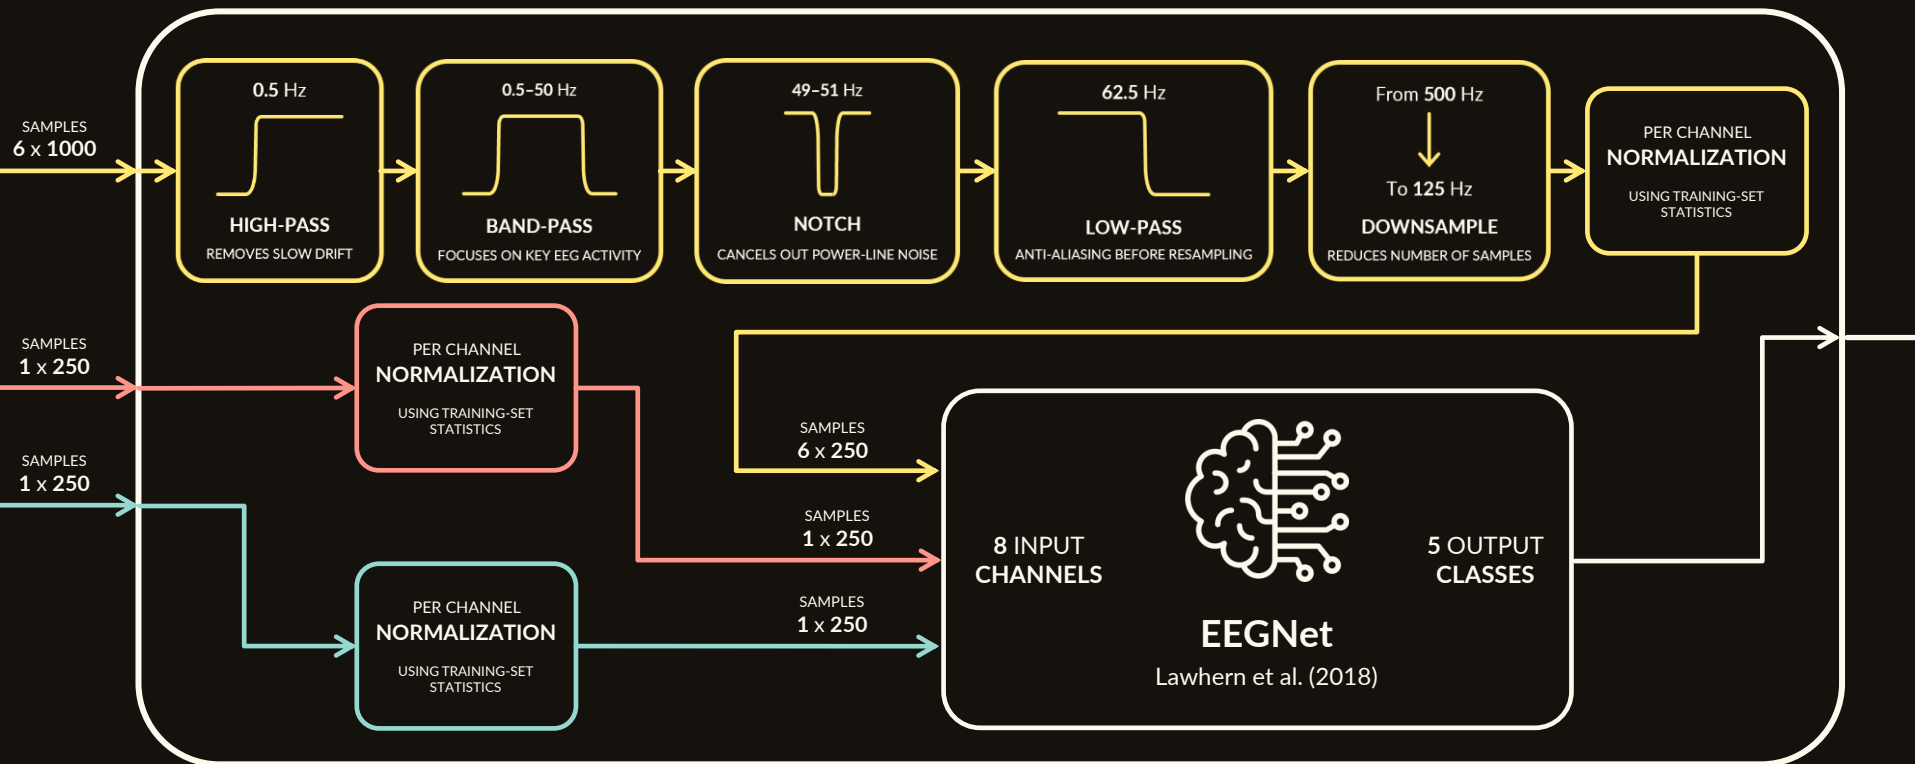 SAMPLES
6 x 1000
0.5 Hz
HIGH-PASS
REMOVES SLOW DRIFT
0.5–50 Hz
BAND-PASS
FOCUSES ON KEY EEG ACTIVITY
49–51 Hz
NOTCH
CANCELS OUT POWER-LINE NOISE
62.5 Hz
LOW-PASS
ANTI-ALIASING BEFORE RESAMPLING
From 500 Hz
To 125 Hz
DOWNSAMPLE
REDUCES NUMBER OF SAMPLES
PER CHANNEL
NORMALIZATION
USING TRAINING-SET
STATISTICS
SAMPLES
1 x 250
PER CHANNEL
NORMALIZATION
USING TRAINING-SET
STATISTICS
SAMPLES
1 x 250
PER CHANNEL
NORMALIZATION
USING TRAINING-SET
STATISTICS
SAMPLES
6 x 250
SAMPLES
1 x 250
SAMPLES
1 x 250
8 INPUT
CHANNELS
5 OUTPUT
CLASSES
EEGNet
Lawhern et al. (2018)